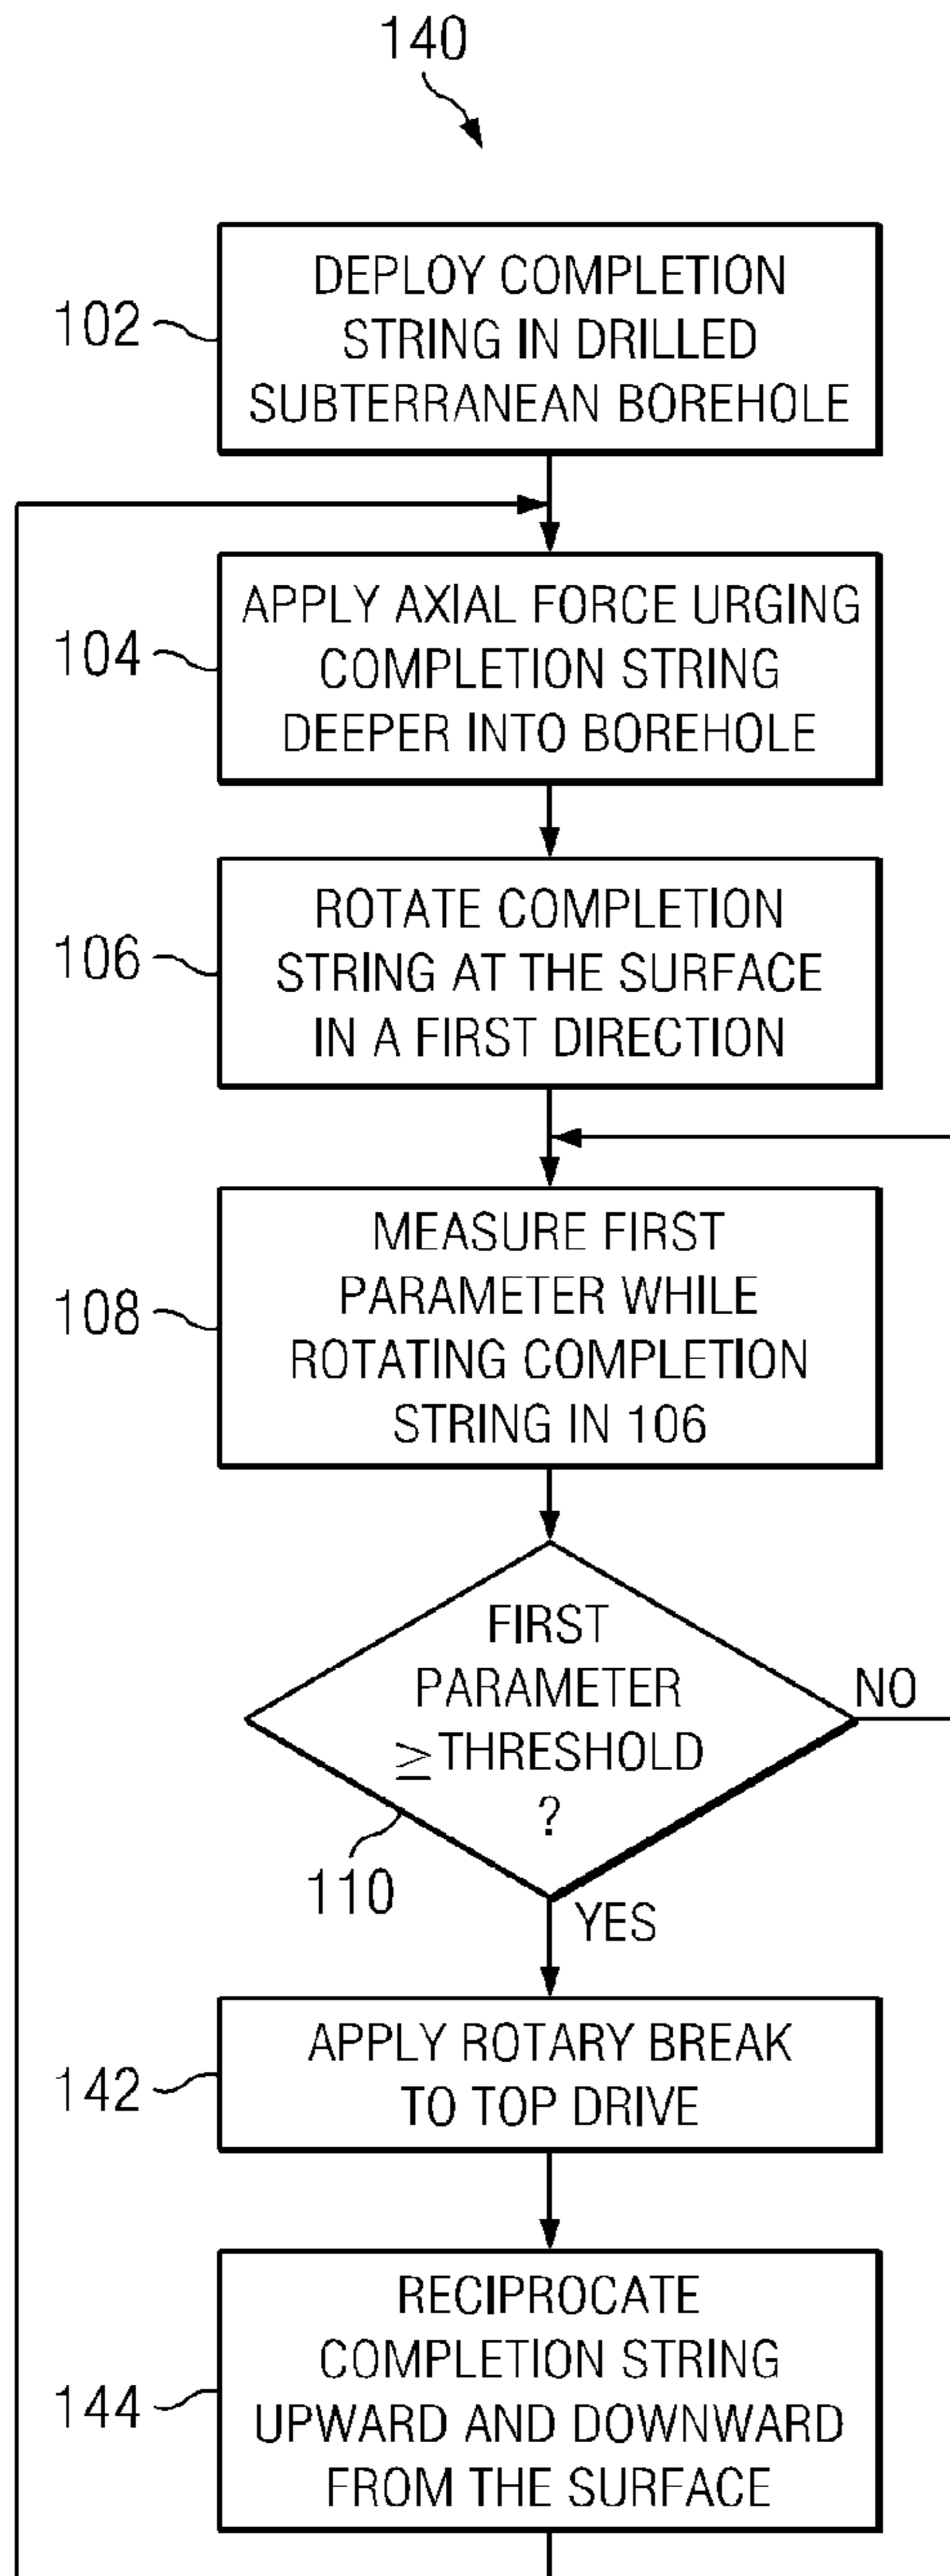 140
102
DEPLOY COMPLETION
STRING IN DRILLED
SUBTERRANEAN BOREHOLE
104
APPLY AXIAL FORCE URGING
COMPLETION STRING
DEEPER INTO BOREHOLE
106
ROTATE COMPLETION
STRING AT THE SURFACE
IN A FIRST DIRECTION
108
MEASURE FIRST
PARAMETER WHILE
ROTATING COMPLETION
STRING IN 106
FIRST
PARAMETER
≥ THRESHOLD
?
NO
110
YES
142
APPLY ROTARY BREAK
TO TOP DRIVE
144
RECIPROCATE
COMPLETION STRING
UPWARD AND DOWNWARD
FROM THE SURFACE